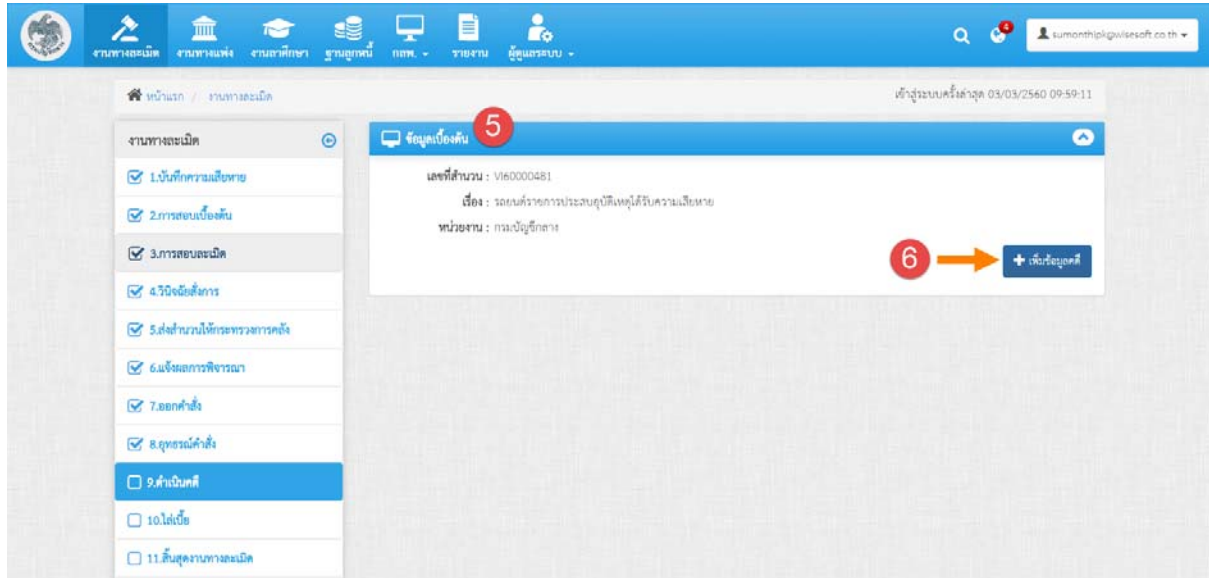 งานทางละเมิด งานทางแพ่ง งานลาศึกษา ฐานลูกหนี้ กสพ. รายงาน ผู้ดูแลระบบ
4
sumonthipk@wisesoft.co.th
หน้าแรก / งานทางละเมิด
เข้าสู่ระบบครั้งล่าสุด 03/03/2560 09:59:11
งานทางละเมิด
1.บันทึกความเสียหาย
2.การสอบเบื้องต้น
3.การสอบละเมิด
4.วินิจฉัยสั่งการ
5.ส่งสำนวนให้กระทรวงการคลัง
6.แจ้งผลการพิจารณา
7.ออกคำสั่ง
8.อุทธรณ์คำสั่ง
9.ดำเนินคดี
10.ไล่เบี้ย
11.สิ้นสุดงานทางละเมิด
ข้อมูลเบื้องต้น 5
เลขที่สำนวน : VI60000481
เรื่อง : รถยนต์ราชการประสบอุบัติเหตุได้รับความเสียหาย
หน่วยงาน : กรมบัญชีกลาง
6 + เพิ่มข้อมูลคดี